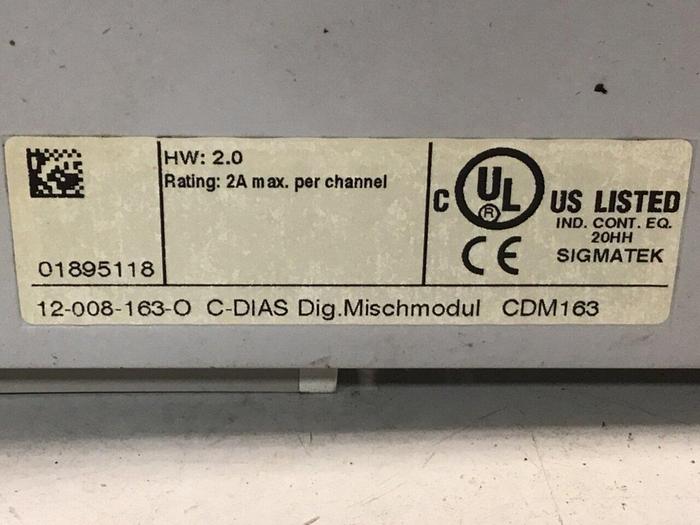 HW: 2.0
Rating: 2A max. per channel
01895118
C UL ® US LISTED
IND. CONT. EQ.
20HH
CE SIGMATEK
12-008-163-O C-DIAS Dig.Mischmodul CDM163